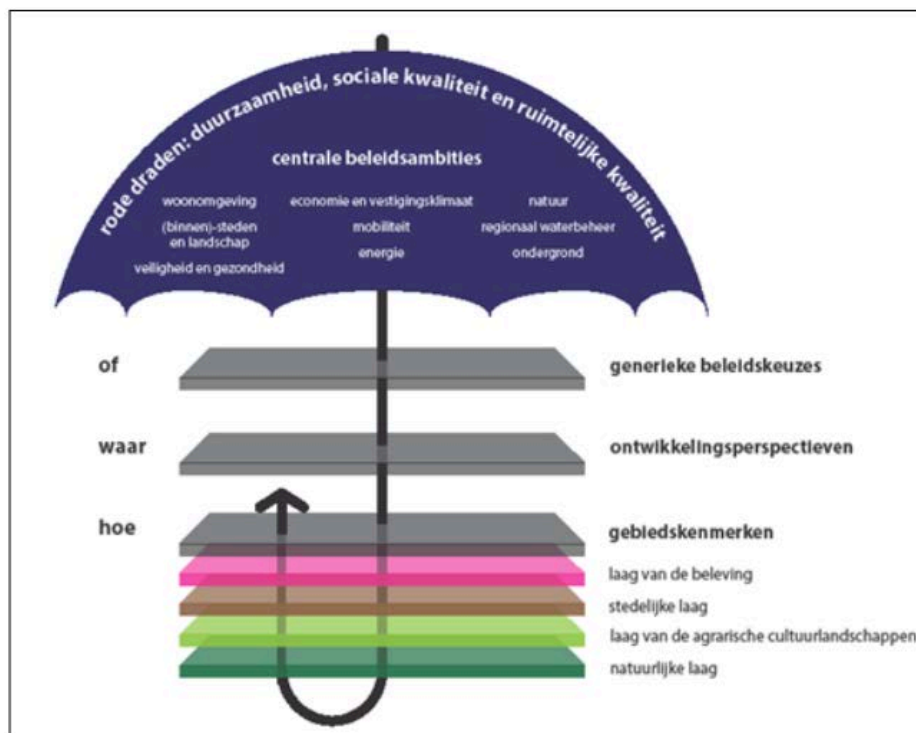 rode draden: duurzaamheid, sociale kwaliteit en ruimtelijke kwaliteit
centrale beleidsambities
woonomgeving
(binnen)-steden
en landschap
veiligheid en gezondheid
economie en vestigingsklimaat
mobiliteit
energie
natuur
regionaal waterbeheer
ondergrond
of
generieke beleidskeuzes
waar
ontwikkelingsperspectieven
hoe
gebiedskenmerken
laag van de beleving
stedelijke laag
laag van de agrarische cultuurlandschappen
natuurlijke laag